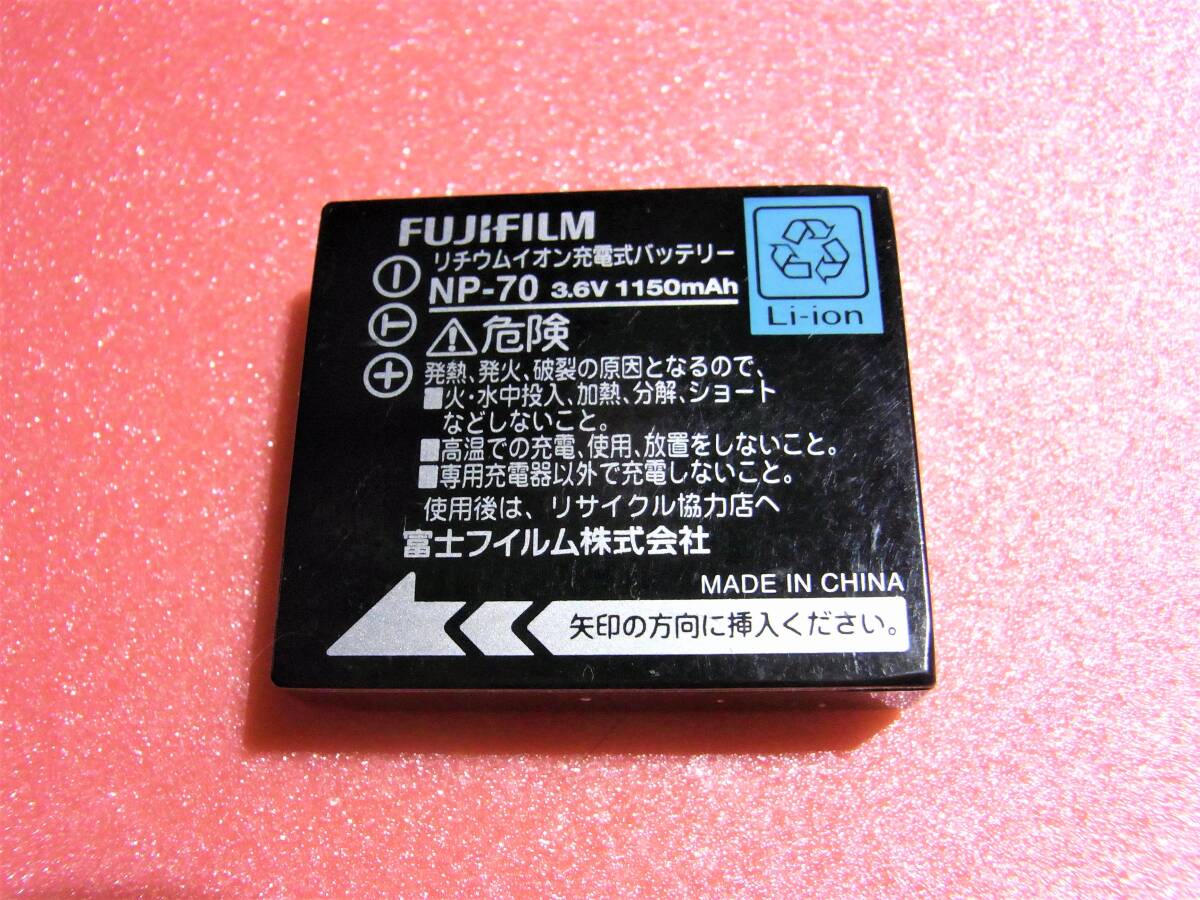 FUJIFILM
リチウムイオン充電式バッテリー
NP-70 3.6V 1150mAh
Li-ion
T
危険
発熱、発火、破裂の原因となるので、
■火・水中投入、加熱、分解、ショート
などしないこと。
■高温での充電、使用、放置をしないこと。
■専用充電器以外で充電しないこと。
使用後は、リサイクル協力店へ
富士フイルム株式会社
MADE IN CHINA
矢印の方向に挿入ください。